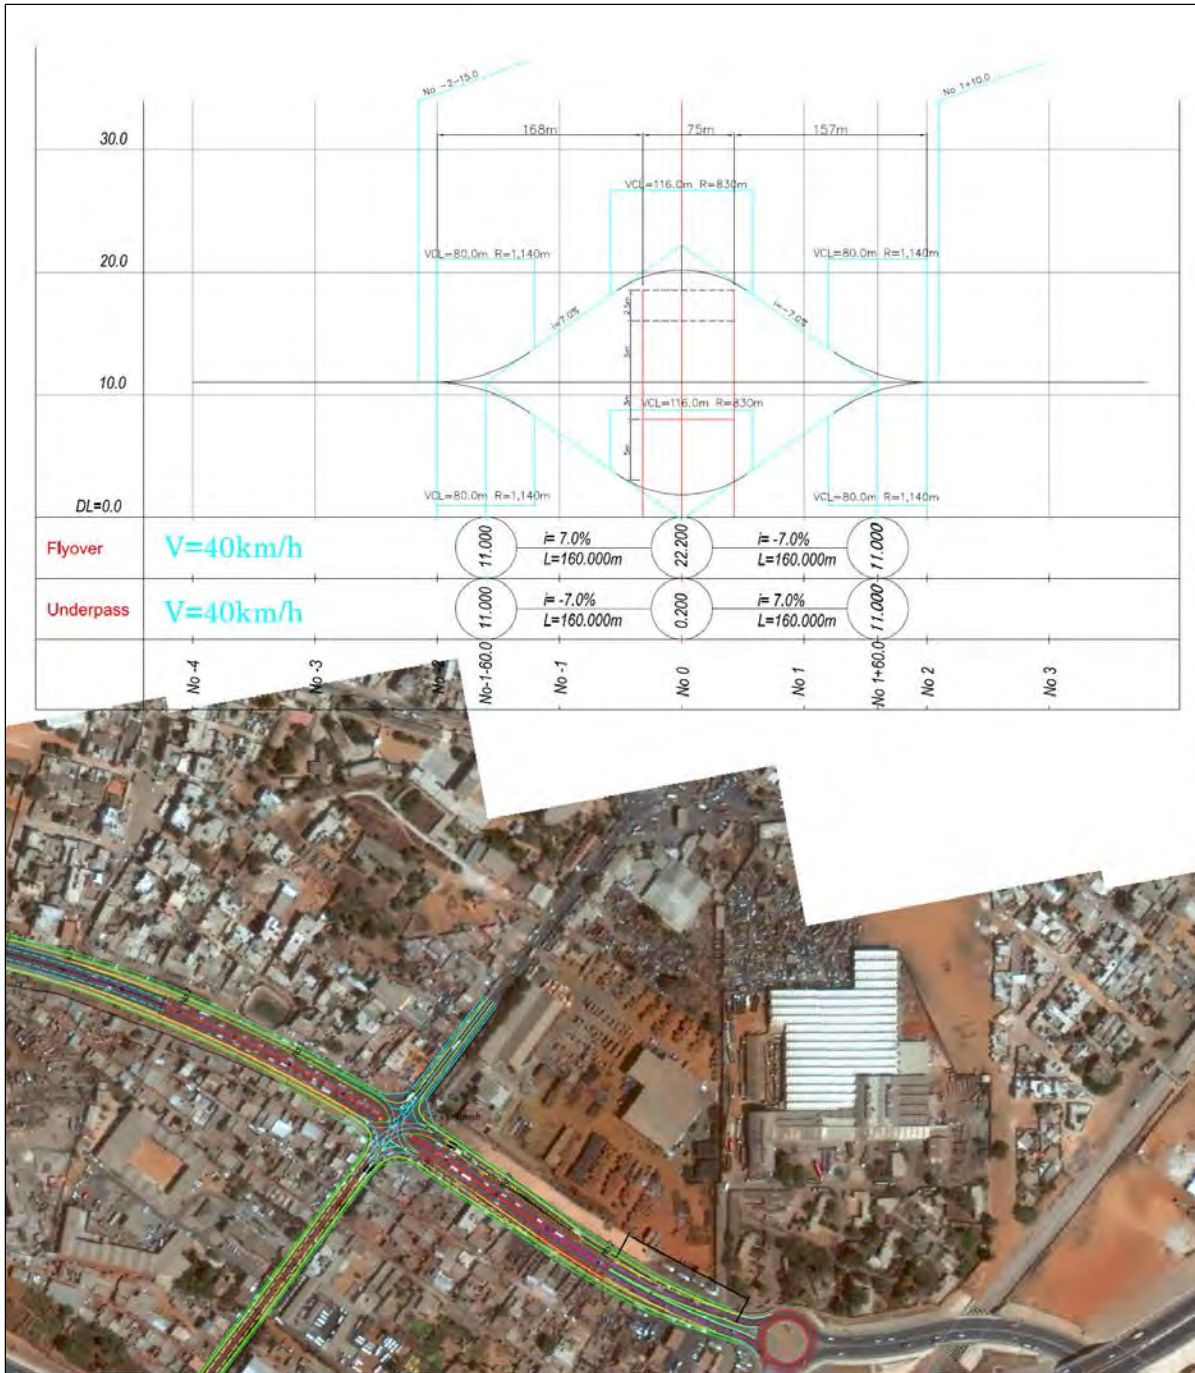 No -2-15.0
No 1+10.0
30.0
168m
75m
157m
VCL=116.0m R=830m
20.0
VCL=80.0m R=1,140m
VCL=80.0m R=1,140m
i=7.0%
i=-7.0%
2.5m
5m
10.0
VCL=116.0m R=830m
5m
VCL=80.0m R=1,140m
VCL=80.0m R=1,140m
DL=0.0
Flyover
V=40km/h
11.000
i= 7.0%
L=160.000m
22.200
i= -7.0%
L=160.000m
11.000
Underpass
V=40km/h
11.000
i= -7.0%
L=160.000m
0.200
i= 7.0%
L=160.000m
11.000
No -4
No -3
No -2
No-1-60.0
No -1
No 0
No 1
No 1+60.0
No 2
No 3